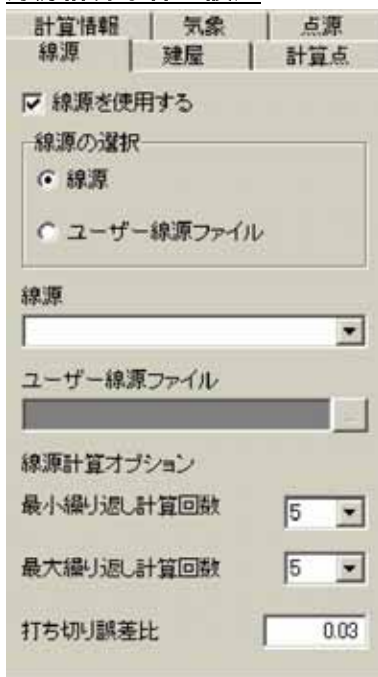 計算情報 気象 点源
線源 建屋 計算点
線源を使用する
線源の選択
線源
ユーザー線源ファイル
線源
ユーザー線源ファイル
...
線源計算オプション
最小繰り返し計算回数 5
最大繰り返し計算回数 5
打ち切り誤差比 0.03